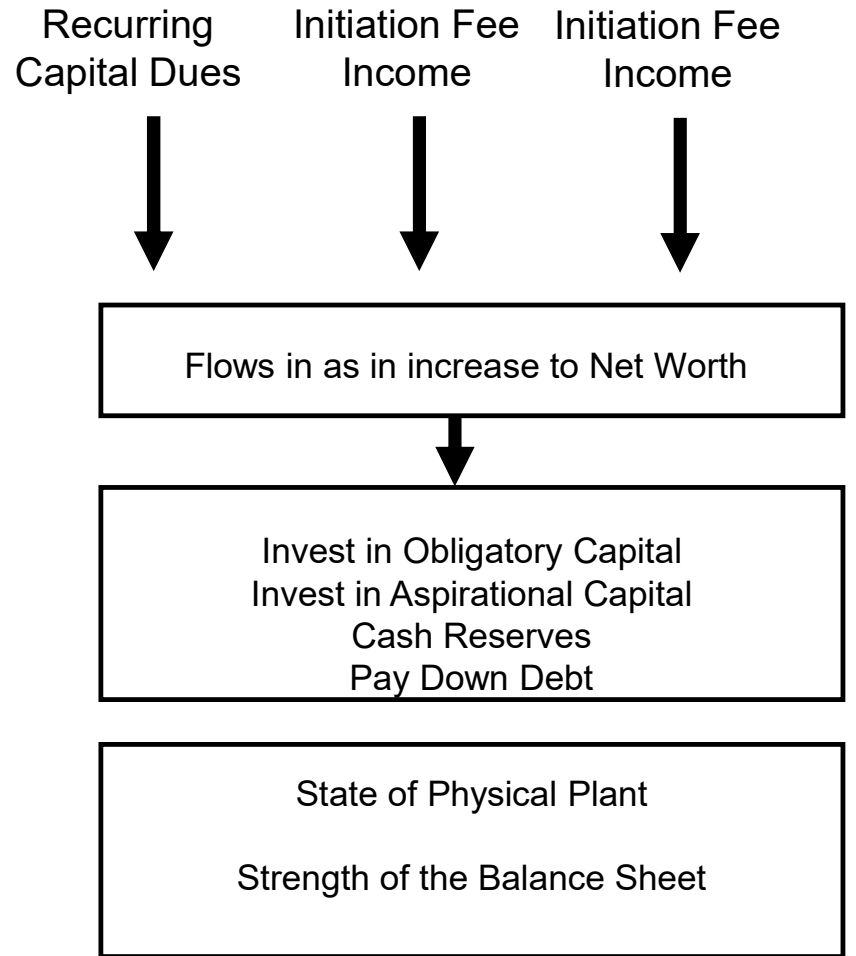 Recurring
Capital Dues
Initiation Fee
Income
Initiation Fee
Income
Flows in as in increase to Net Worth
Invest in Obligatory Capital
Invest in Aspirational Capital
Cash Reserves
Pay Down Debt
State of Physical Plant
Strength of the Balance Sheet